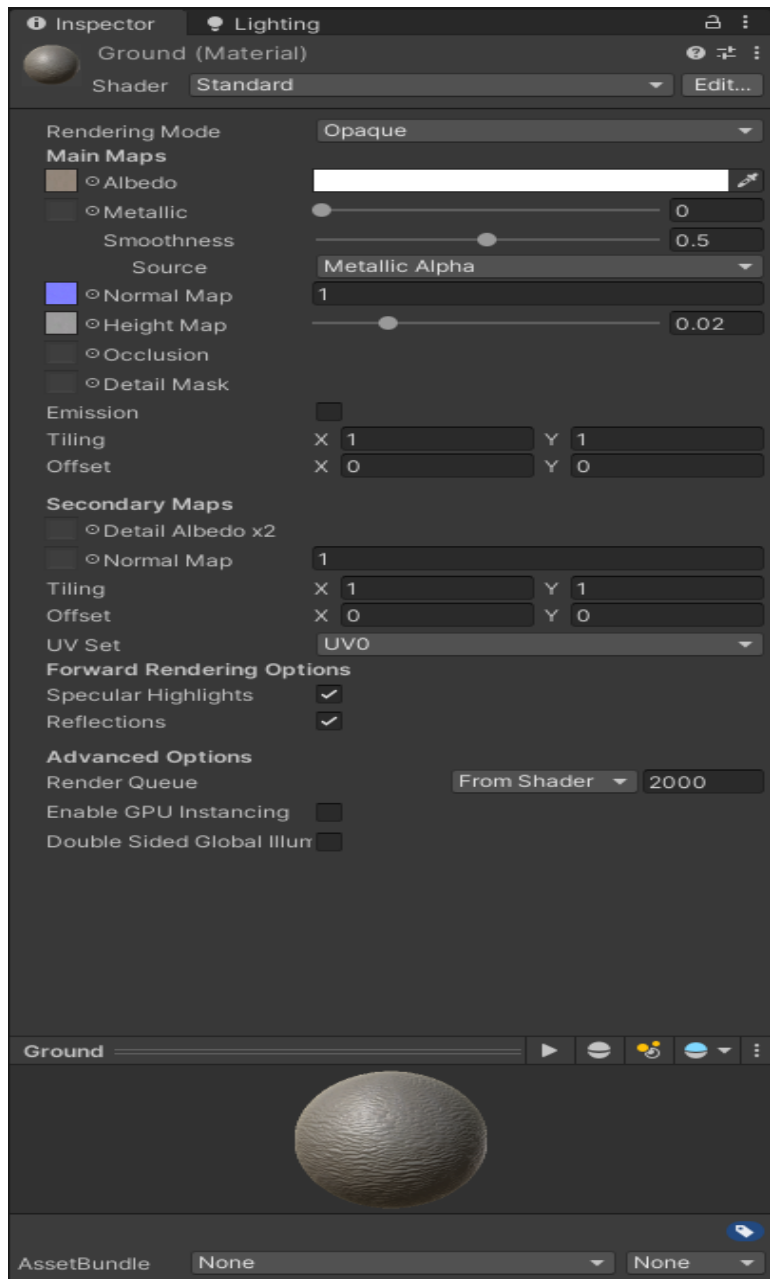 Inspector Lighting
Ground (Material)
Shader Standard Edit...
Rendering Mode Opaque
Main Maps
Albedo
Metallic 0
Smoothness 0.5
Source Metallic Alpha
Normal Map 1
Height Map 0.02
Occlusion
Detail Mask
Emission
Tiling X 1 Y 1
Offset X 0 Y 0
Secondary Maps
Detail Albedo x2
Normal Map 1
Tiling X 1 Y 1
Offset X 0 Y 0
UV Set UV0
Forward Rendering Options
Specular Highlights
Reflections
Advanced Options
Render Queue From Shader 2000
Enable GPU Instancing
Double Sided Global Illum
Ground
AssetBundle None None